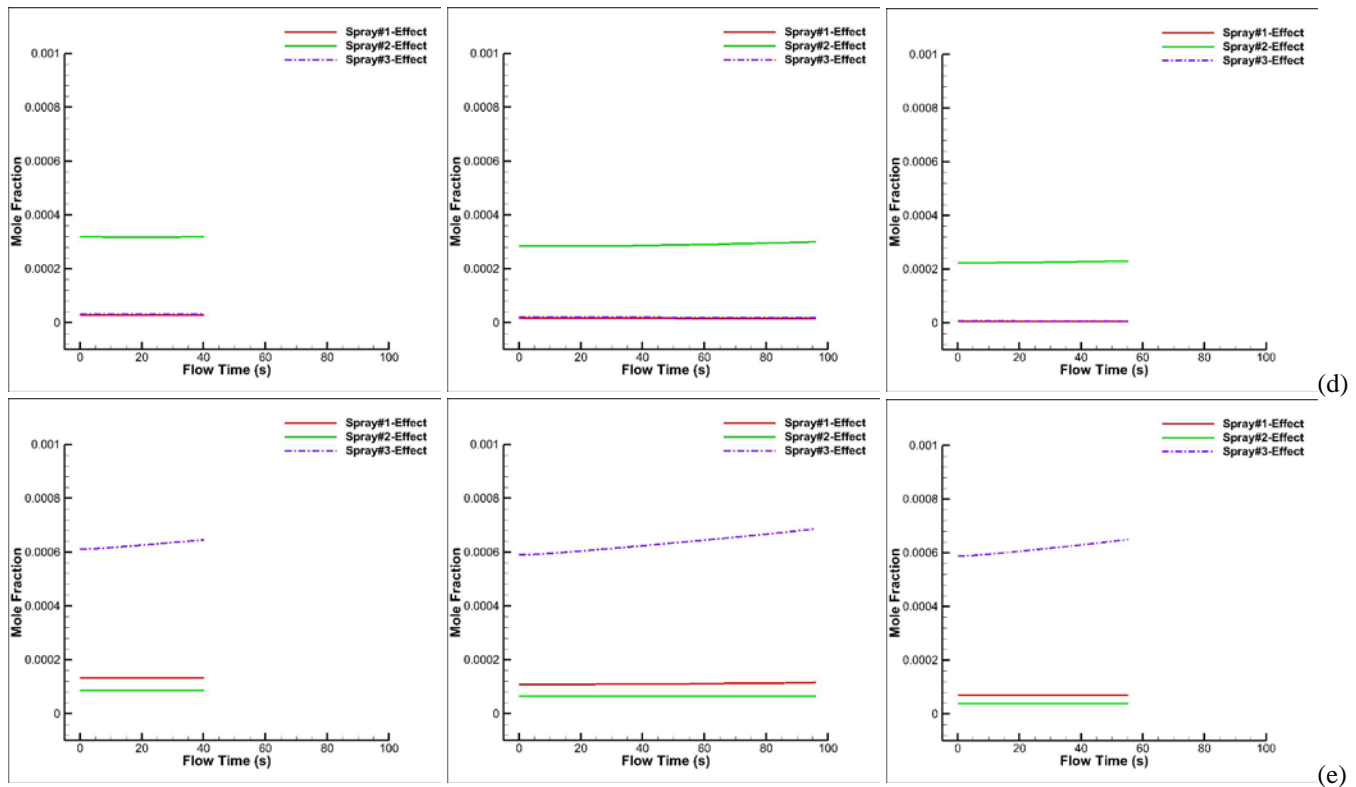 Spray#1-Effect
Spray#2-Effect
Spray#3-Effect
0.001
0.0008
0.0006
0.0004
0.0002
0
Mole Fraction
0 20 40 60 80 100
Flow Time (s)
Spray#1-Effect
Spray#2-Effect
Spray#3-Effect
0.001
0.0008
0.0006
0.0004
0.0002
0
Mole Fraction
0 20 40 60 80 100
Flow Time (s)
Spray#1-Effect
Spray#2-Effect
Spray#3-Effect
0.001
0.0008
0.0006
0.0004
0.0002
0
Mole Fraction
0 20 40 60 80 100
Flow Time (s)
(d)
Spray#1-Effect
Spray#2-Effect
Spray#3-Effect
0.001
0.0008
0.0006
0.0004
0.0002
0
Mole Fraction
0 20 40 60 80 100
Flow Time (s)
Spray#1-Effect
Spray#2-Effect
Spray#3-Effect
0.001
0.0008
0.0006
0.0004
0.0002
0
Mole Fraction
0 20 40 60 80 100
Flow Time (s)
Spray#1-Effect
Spray#2-Effect
Spray#3-Effect
0.001
0.0008
0.0006
0.0004
0.0002
0
Mole Fraction
0 20 40 60 80 100
Flow Time (s)
(e)